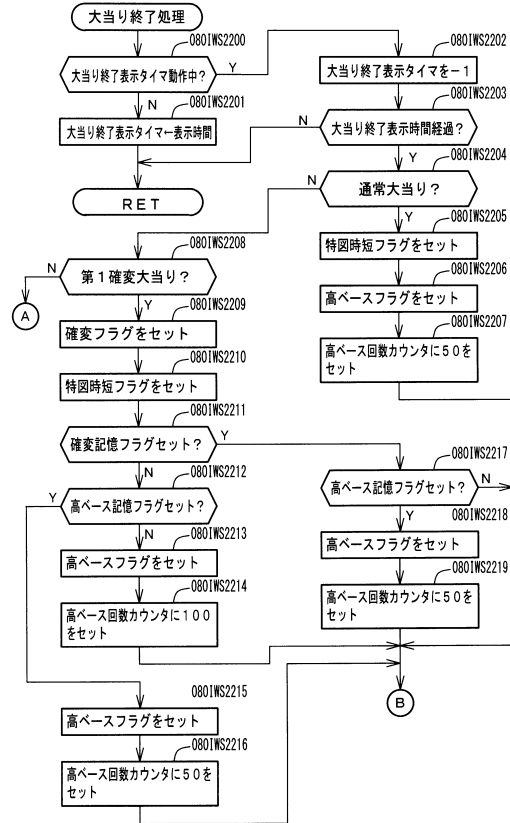 大当り終了処理
080IWS2200
大当り終了表示タイマ動作中?
Y
N
080IWS2201
大当り終了表示タイマ←表示時間
RET
080IWS2202
大当り終了表示タイマを－1
080IWS2203
大当り終了表示時間経過?
N
Y
080IWS2204
通常大当り?
N
Y
080IWS2205
特図時短フラグをセット
080IWS2206
高ベースフラグをセット
080IWS2207
高ベース回数カウンタに50を
セット
080IWS2208
第1確変大当り?
N
A
Y
080IWS2209
確変フラグをセット
080IWS2210
特図時短フラグをセット
080IWS2211
確変記憶フラグセット?
Y
N
080IWS2212
高ベース記憶フラグセット?
Y
N
080IWS2213
高ベースフラグをセット
080IWS2214
高ベース回数カウンタに100
をセット
080IWS2217
高ベース記憶フラグセット?
N
Y
080IWS2218
高ベースフラグをセット
080IWS2219
高ベース回数カウンタに50を
セット
B
080IWS2215
高ベースフラグをセット
080IWS2216
高ベース回数カウンタに50を
セット